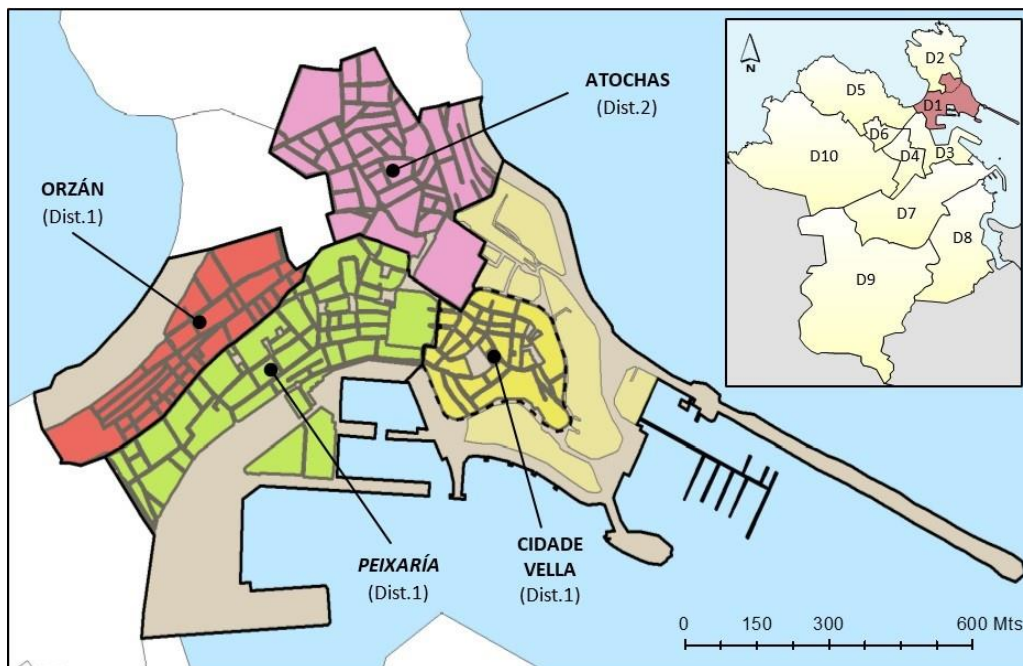 ATOCHAS
(Dist.2)
ORZÁN
(Dist.1)
PEIXARÍA
(Dist.1)
CIDADE
VELLA
(Dist.1)
N
D2
D5
D1
D6
D4
D3
D10
D7
D8
D9
0 150 300 600 Mts